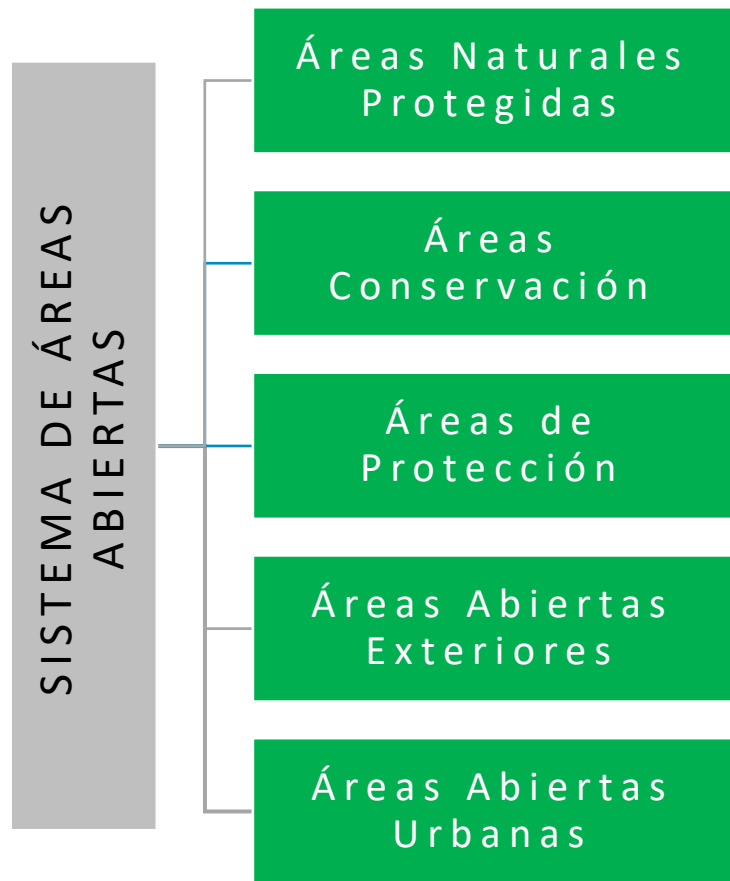 SISTEMA DE ÁREAS
ABIERTAS
Áreas Naturales
Protegidas
Áreas
Conservación
Áreas de
Protección
Áreas Abiertas
Exteriores
Áreas Abiertas
Urbanas